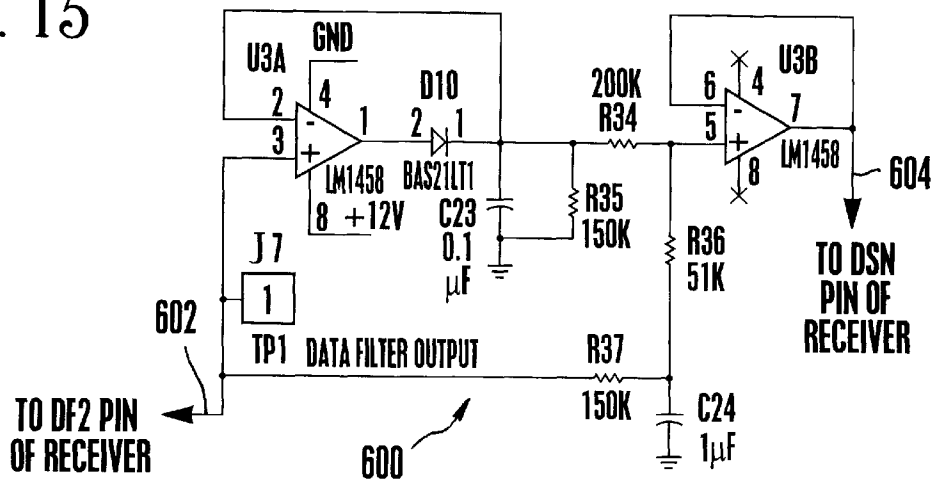 . 15
GND
U3A
4
2
3
-
+
1
D10
2 1
LM1458
BAS21LT1
8 +12V
C23
0.1
µF
R35
150K
200K
R34
U3B
4
6
5
-
+
7
8
LM1458
604
R36
51K
TO DSN
PIN OF
RECEIVER
J7
1
TP1 DATA FILTER OUTPUT
602
R37
150K
C24
1µF
TO DF2 PIN
OF RECEIVER
600